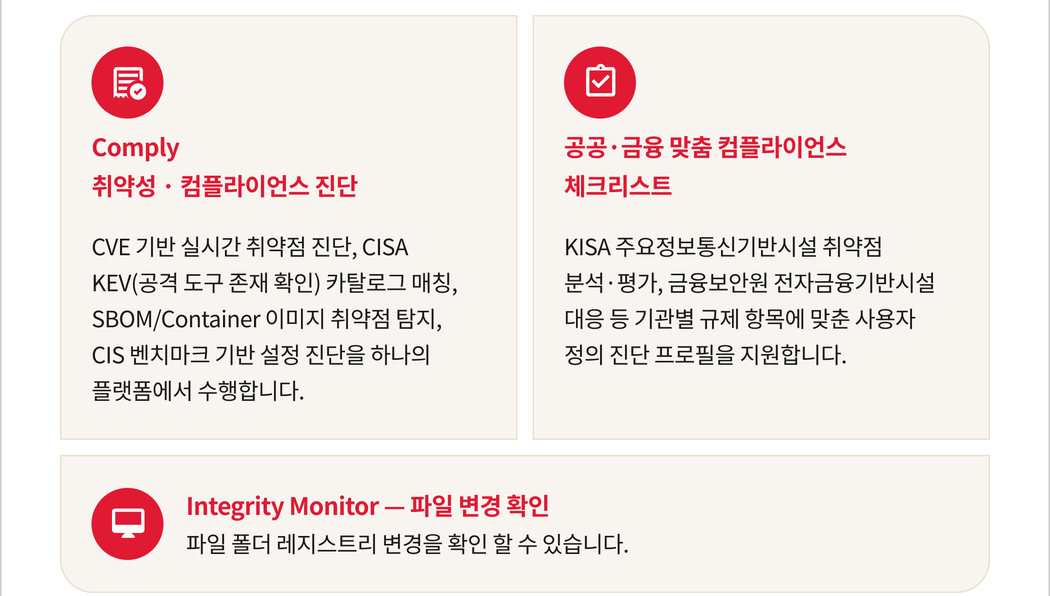 Comply
취약성 · 컴플라이언스 진단
CVE 기반 실시간 취약점 진단, CISA
KEV(공격 도구 존재 확인) 카탈로그 매칭,
SBOM/Container 이미지 취약점 탐지,
CIS 벤치마크 기반 설정 진단을 하나의
플랫폼에서 수행합니다.
공공·금융 맞춤 컴플라이언스
체크리스트
KISA 주요정보통신기반시설 취약점
분석·평가, 금융보안원 전자금융기반시설
대응 등 기관별 규제 항목에 맞춘 사용자
정의 진단 프로필을 지원합니다.
Integrity Monitor — 파일 변경 확인
파일 폴더 레지스트리 변경을 확인 할 수 있습니다.